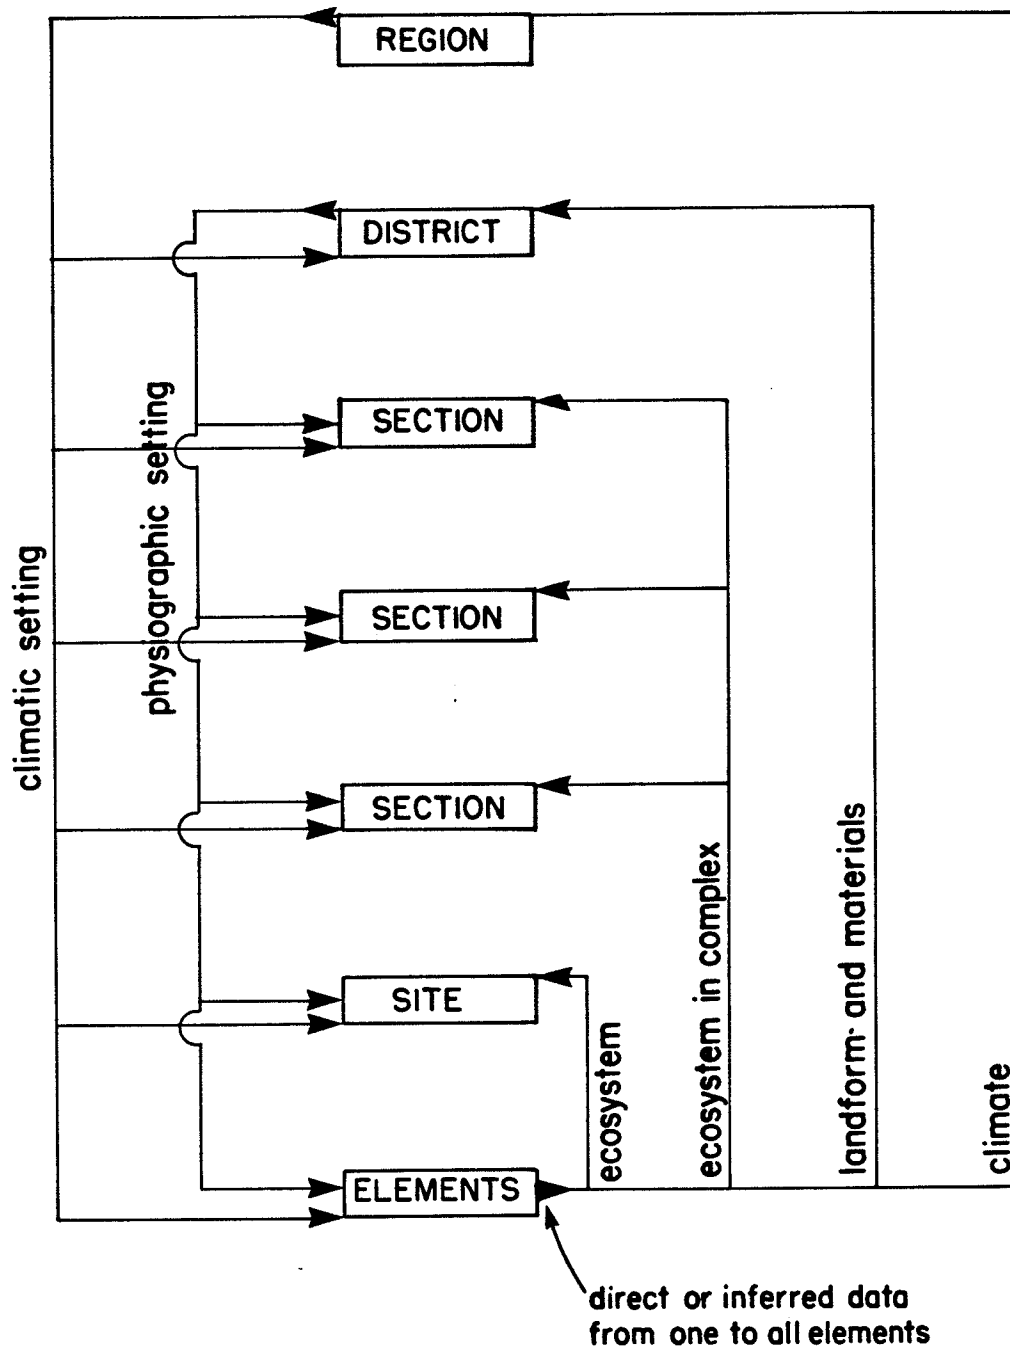 REGION
DISTRICT
SECTION
SECTION
SECTION
SITE
ELEMENTS
climatic setting
physiographic setting
ecosystem
ecosystem in complex
landform- and materials
climate
direct or inferred data
from one to all elements